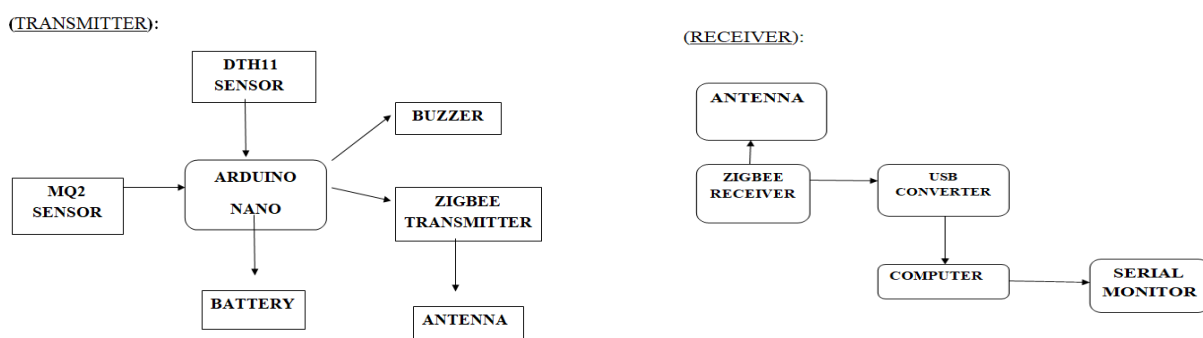 (TRANSMITTER):
DTH11
SENSOR
BUZZER
MQ2
SENSOR
ARDUINO
NANO
ZIGBEE
TRANSMITTER
BATTERY
ANTENNA
(RECEIVER):
ANTENNA
ZIGBEE
RECEIVER
USB
CONVERTER
COMPUTER
SERIAL
MONITOR